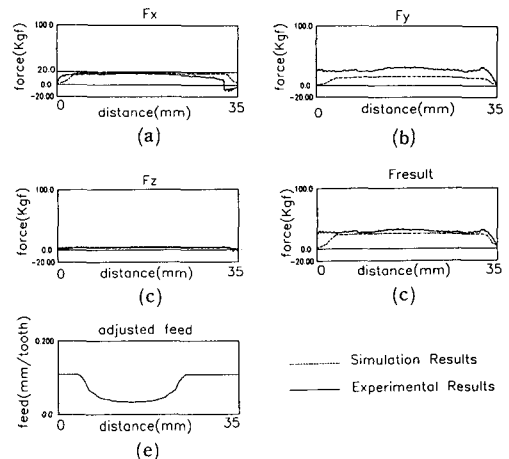 Fx
force(Kgf)
100.0
20.0
0.0
-20.00
0
35
distance(mm)
(a)
Fy
force(Kgf)
100.0
0.0
-20.00
0
35
distance(mm)
(b)
Fz
force(Kgf)
100.0
0.0
-20.00
0
35
distance(mm)
(c)
Fresult
force(Kgf)
100.0
0.0
-20.00
0
35
distance(mm)
(c)
adjusted feed
feed(mm/tooth)
0.200
0.0
0
35
distance(mm)
(e)
Simulation Results
Experimental Results